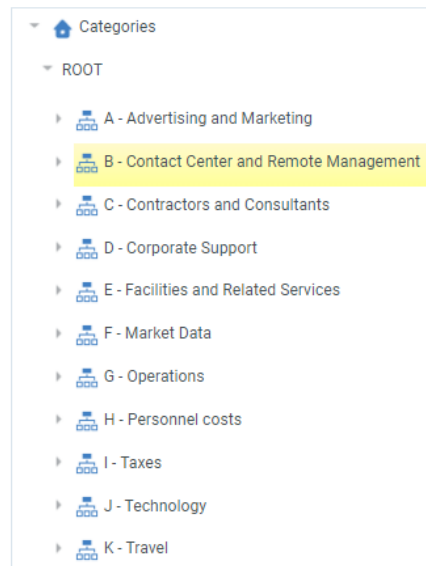 Categories
ROOT
A - Advertising and Marketing
B - Contact Center and Remote Management
C - Contractors and Consultants
D - Corporate Support
E - Facilities and Related Services
F - Market Data
G - Operations
H - Personnel costs
I - Taxes
J - Technology
K - Travel